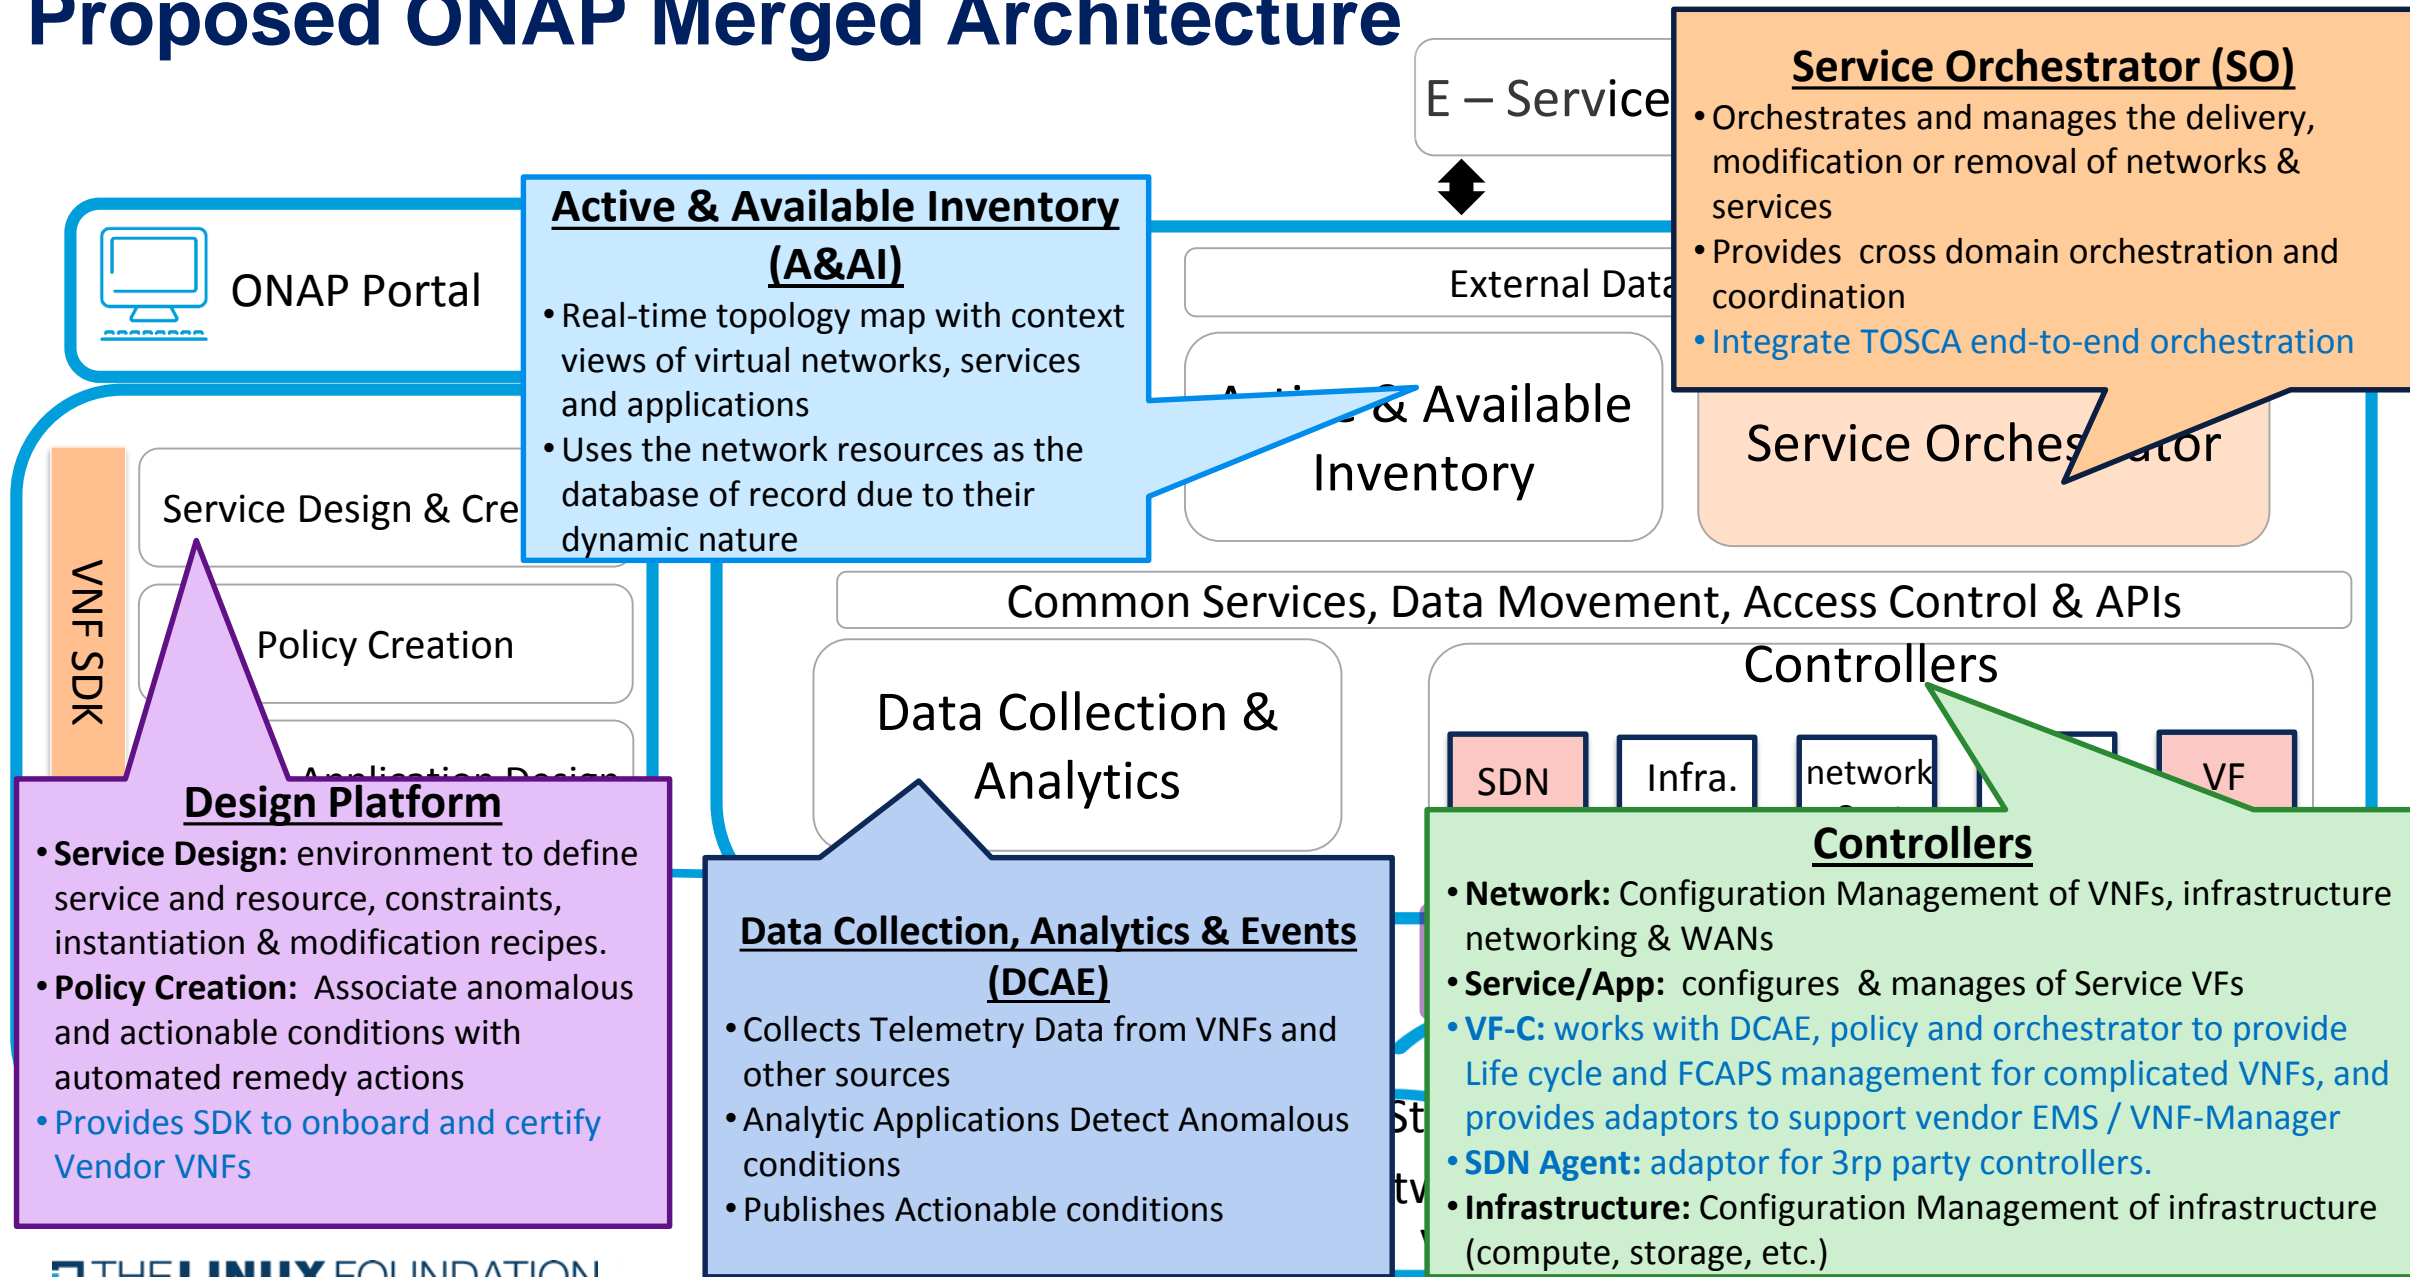 Proposed ONAP Merged Architecture
E – Service
Service Orchestrator (SO)
• Orchestrates and manages the delivery,
modification or removal of networks &
services
• Provides cross domain orchestration and
coordination
• Integrate TOSCA end-to-end orchestration
ONAP Portal
Active & Available Inventory
(A&AI)
• Real-time topology map with context
views of virtual networks, services
and applications
• Uses the network resources as the
database of record due to their
dynamic nature
External Data
Active & Available
Inventory
Service Orchestrator
VNF SDK
Service Design & Cre
Policy Creation
Application Design
Common Services, Data Movement, Access Control & APIs
Data Collection &
Analytics
Controllers
SDN
Infra.
network
VF
Design Platform
• Service Design: environment to define
service and resource, constraints,
instantiation & modification recipes.
• Policy Creation: Associate anomalous
and actionable conditions with
automated remedy actions
• Provides SDK to onboard and certify
Vendor VNFs
Data Collection, Analytics & Events
(DCAE)
• Collects Telemetry Data from VNFs and
other sources
• Analytic Applications Detect Anomalous
conditions
• Publishes Actionable conditions
Controllers
• Network: Configuration Management of VNFs, infrastructure
networking & WANs
• Service/App: configures & manages of Service VFs
• VF-C: works with DCAE, policy and orchestrator to provide
Life cycle and FCAPS management for complicated VNFs, and
provides adaptors to support vendor EMS / VNF-Manager
• SDN Agent: adaptor for 3rp party controllers.
• Infrastructure: Configuration Management of infrastructure
(compute, storage, etc.)
THE LINUX FOUNDATION